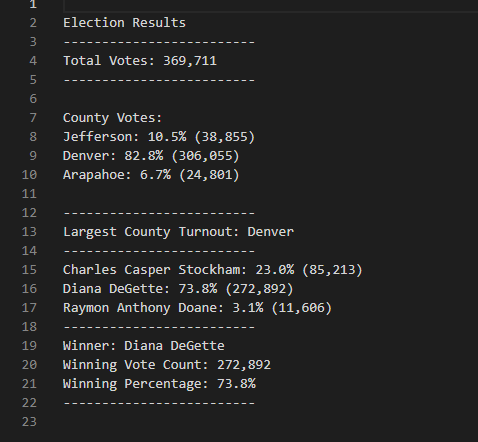 1
2 Election Results
3 -------------------------
4 Total Votes: 369,711
5 -------------------------
6
7 County Votes:
8 Jefferson: 10.5% (38,855)
9 Denver: 82.8% (306,055)
10 Arapahoe: 6.7% (24,801)
11
12 -------------------------
13 Largest County Turnout: Denver
14 -------------------------
15 Charles Casper Stockham: 23.0% (85,213)
16 Diana DeGette: 73.8% (272,892)
17 Raymon Anthony Doane: 3.1% (11,606)
18 -------------------------
19 Winner: Diana DeGette
20 Winning Vote Count: 272,892
21 Winning Percentage: 73.8%
22 -------------------------
23